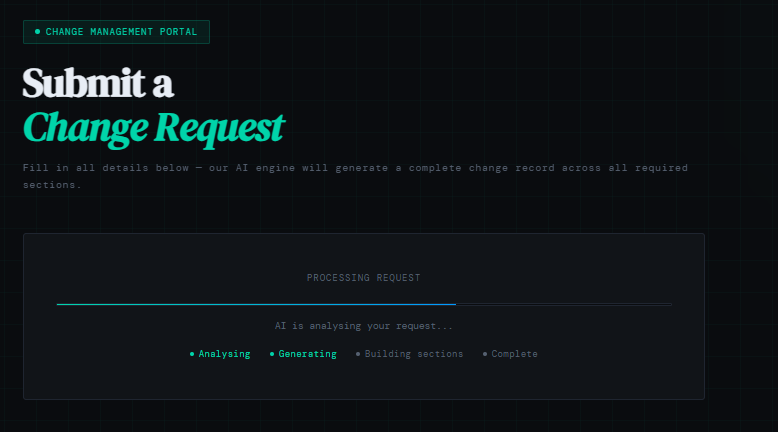 CHANGE MANAGEMENT PORTAL
Submit a
Change Request
Fill in all details below — our AI engine will generate a complete change record across all required
sections.
PROCESSING REQUEST
AI is analysing your request...
Analysing Generating Building sections Complete